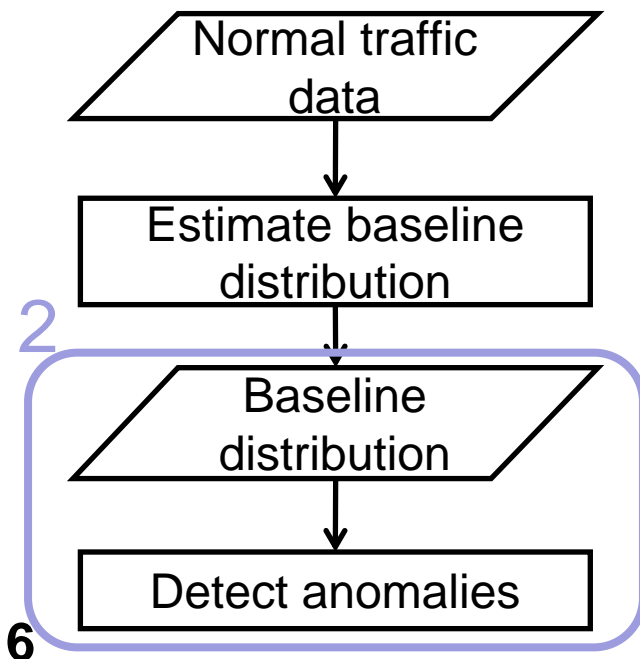 Normal traffic
data
Estimate baseline
distribution
2
Baseline
distribution
Detect anomalies
6